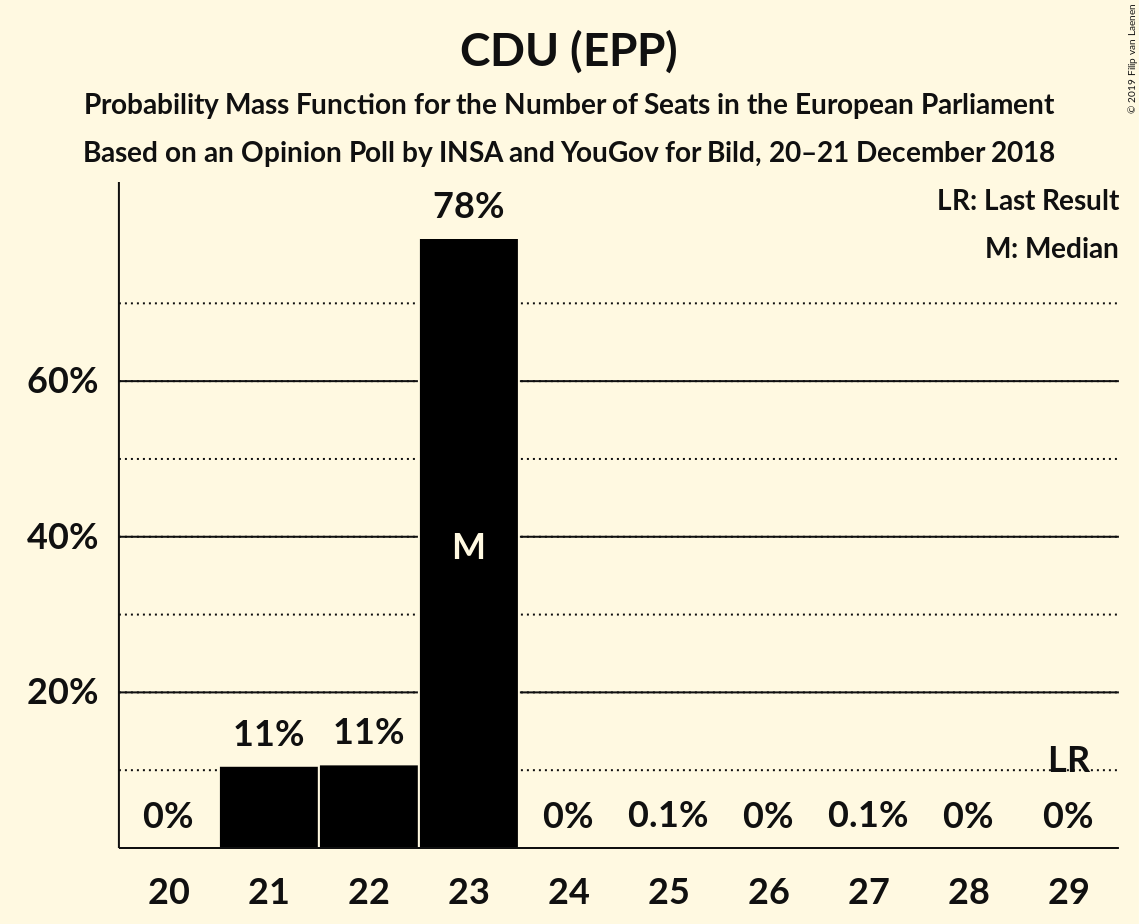 CDU (EPP)
Probability Mass Function for the Number of Seats in the European Parliament
Based on an Opinion Poll by INSA and YouGov for Bild, 20–21 December 2018
© 2019 Filip van Laenen
LR: Last Result
M: Median
78%
60%
40%
M
20%
11%
11%
LR
0%
0%
0.1%
0%
0.1%
0%
0%
20 21 22 23 24 25 26 27 28 29